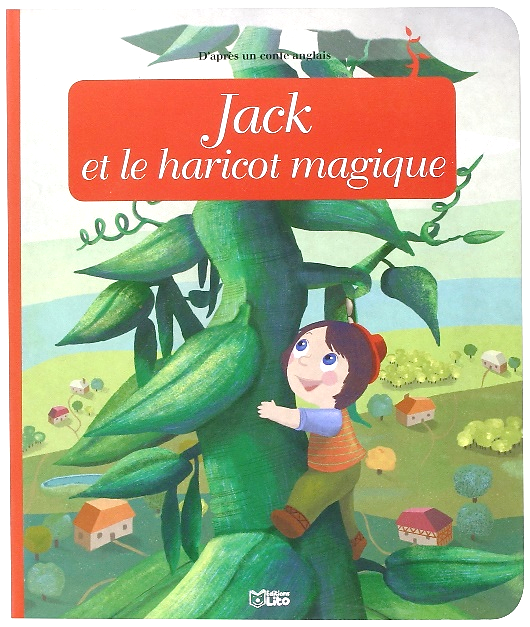 D'après un conte anglais
Jack
et le haricot magique
Éditions
Lito